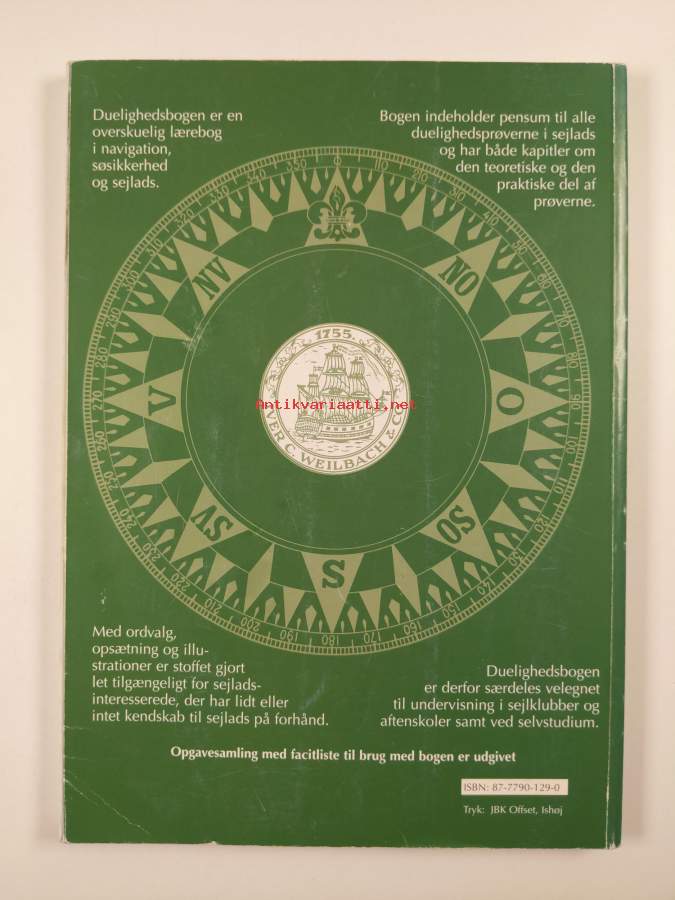 Duelighedsbogen er en
overskuelig lærebog
i navigation,
søsikkerhed
og sejlads.
Bogen indeholder pensum til alle
duelighedsprøverne i sejlads
og har både kapitler om
den teoretiske og den
praktiske del af
prøverne.
NV
NO
V
O
SV
SO
S
1755.
Antikvariaatti.net
IVER C. WEILBACH & CO.
Med ordvalg,
opsætning og illu-
strationer er stoffet gjort
let tilgængeligt for sejlads-
interesserede, der har lidt eller
intet kendskab til sejlads på forhånd.
Duelighedsbogen
er derfor særdeles velegnet
til undervisning i sejlklubber og
aftenskoler samt ved selvstudium.
Opgavesamling med facitliste til brug med bogen er udgivet
ISBN: 87-7790-129-0
Tryk: JBK Offset, Ishøj